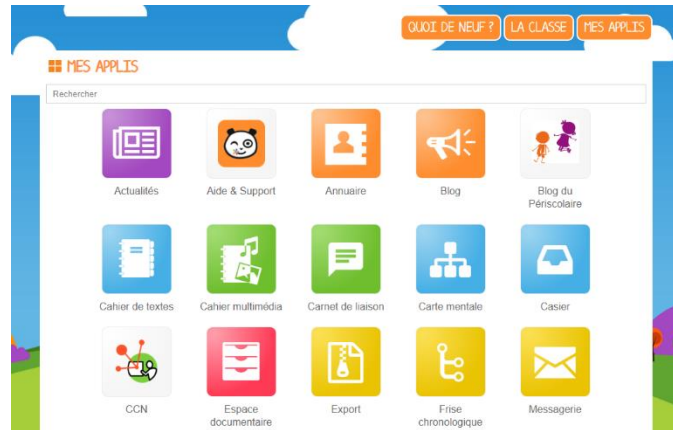 QUOI DE NEUF ? LA CLASSE MES APPLIS
MES APPLIS
Rechercher
Actualités Aide & Support Annuaire Blog Blog du
Périscolaire
Cahier de textes Cahier multimédia Carnet de liaison Carte mentale Casier
CCN Espace
documentaire Export Frise
chronologique Messagerie